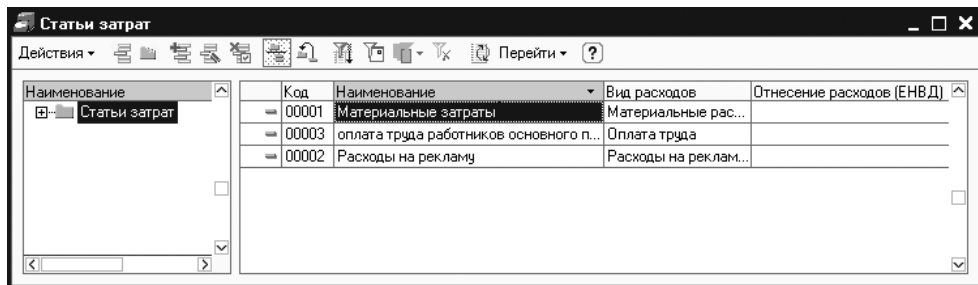 Статьи затрат
Действия Перейти ?
Наименование
Статьи затрат
Код Наименование Вид расходов Отнесение расходов (ЕНВД)
00001 Материальные затраты Материальные рас...
00003 оплата труда работников основного п... Оплата труда
00002 Расходы на рекламу Расходы на реклам...